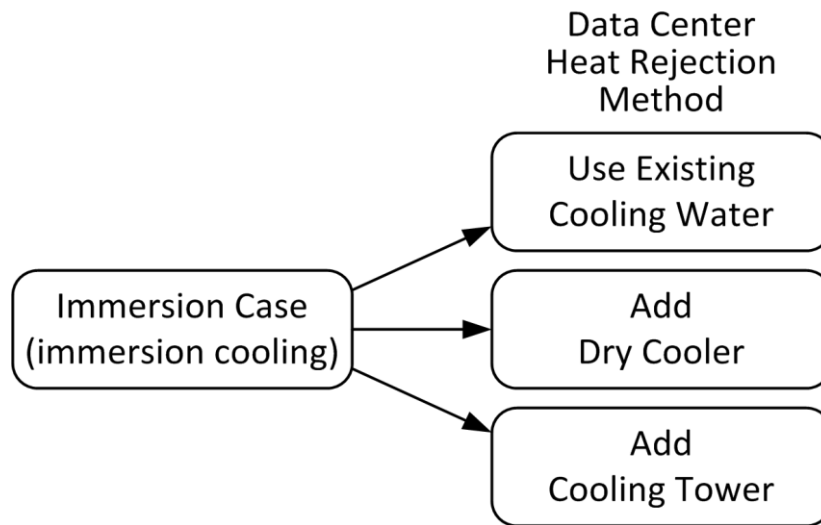 Data Center
Heat Rejection
Method
Use Existing
Cooling Water
Immersion Case
(immersion cooling)
Add
Dry Cooler
Add
Cooling Tower